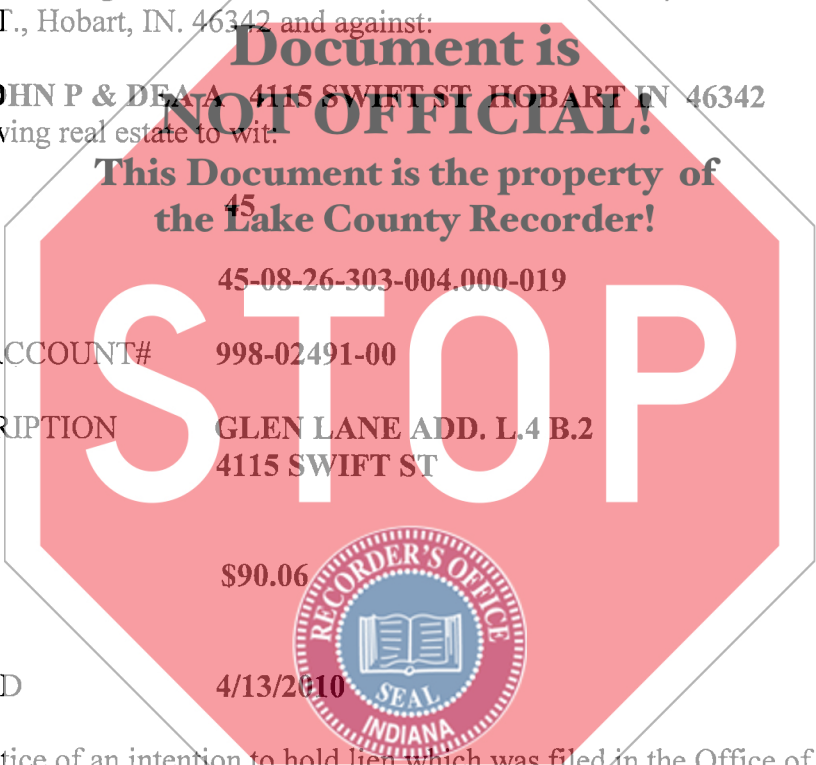 T., Hobart, IN. 46342 and against:
Document is
OHN P & DEA A 4115 SWIFT ST HOBART IN 46342
NOT OFFICIAL!
ving real estate to wit:
This Document is the property of
45
the Lake County Recorder!
45-08-26-303-004.000-019
STOP
CCOUNT# 998-02491-00
RIPTION GLEN LANE ADD. L.4 B.2
4115 SWIFT ST
$90.06
RECORDER'S OFFICE
SEAL
INDIANA
D 4/13/2010
tice of an intention to hold lien which was filed in the Office of